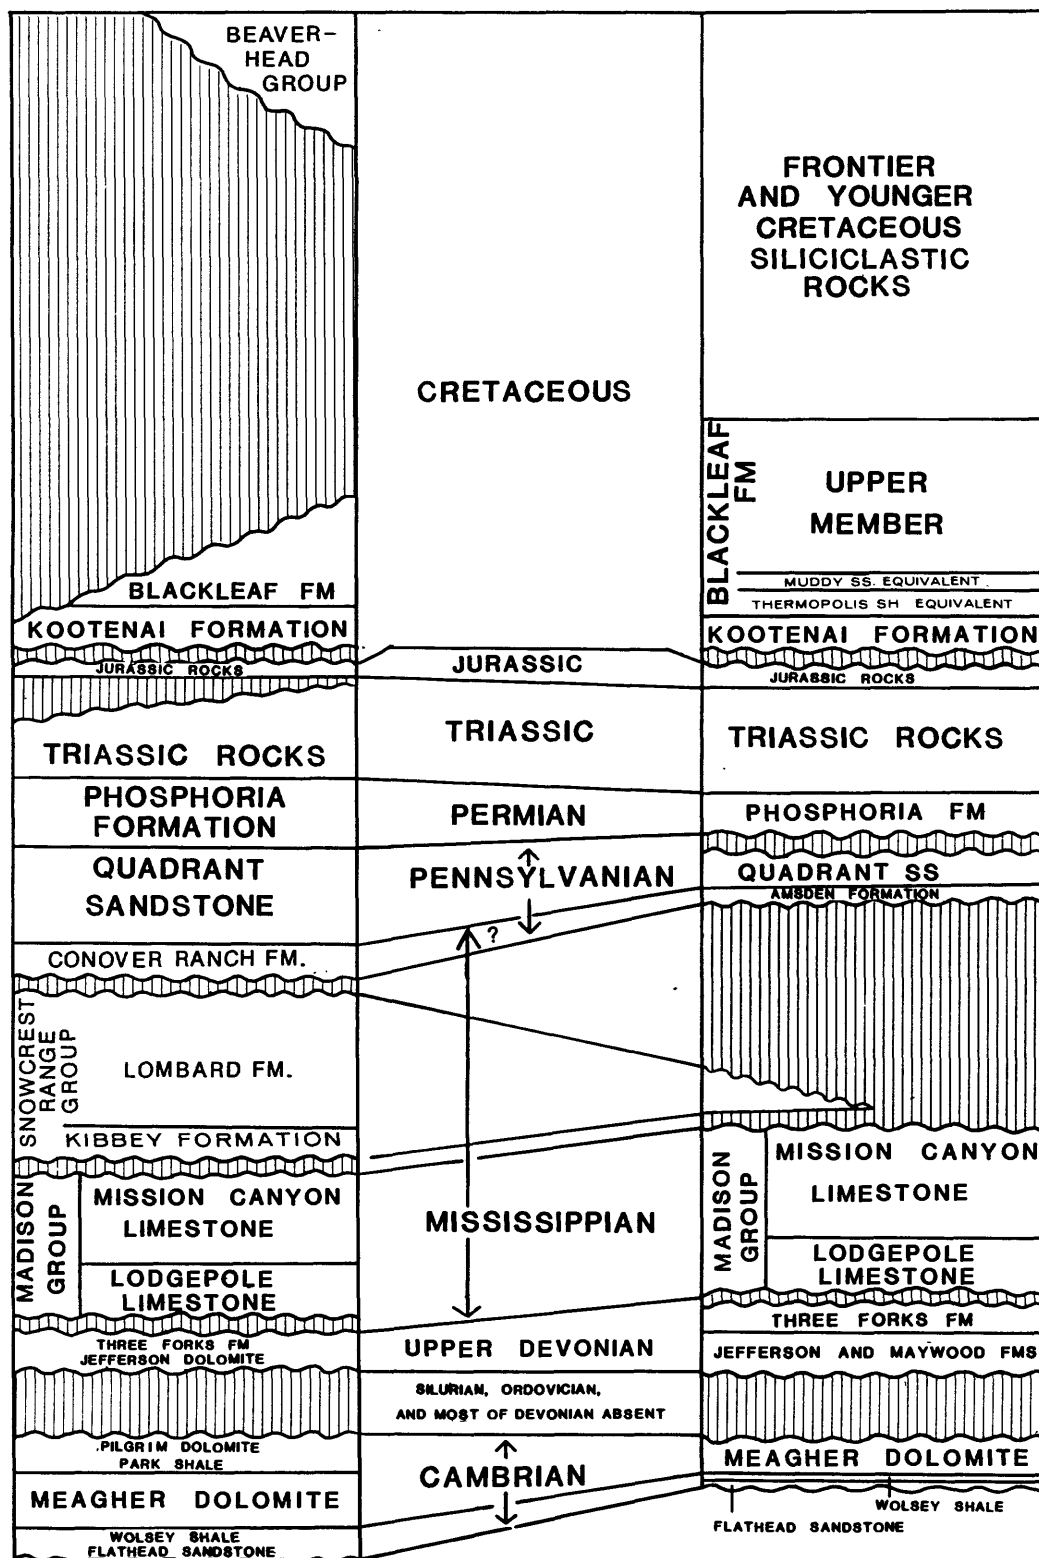 BEAVER-
HEAD
GROUP
BLACKLEAF FM
KOOTENAI FORMATION
JURASSIC ROCKS
TRIASSIC ROCKS
PHOSPHORIA
FORMATION
QUADRANT
SANDSTONE
CONOVER RANCH FM.
SNOWCREST
RANGE
GROUP
LOMBARD FM.
KIBBEY FORMATION
MADISON
GROUP
MISSION CANYON
LIMESTONE
LODGEPOLE
LIMESTONE
THREE FORKS FM
JEFFERSON DOLOMITE
PILGRIM DOLOMITE
PARK SHALE
MEAGHER DOLOMITE
WOLSEY SHALE
FLATHEAD SANDSTONE
CRETACEOUS
JURASSIC
TRIASSIC
PERMIAN
PENNSYLVANIAN
?
MISSISSIPPIAN
UPPER DEVONIAN
SILURIAN, ORDOVICIAN,
AND MOST OF DEVONIAN ABSENT
CAMBRIAN
FRONTIER
AND YOUNGER
CRETACEOUS
SILICICLASTIC
ROCKS
BLACKLEAF
FM
UPPER
MEMBER
MUDDY SS. EQUIVALENT
THERMOPOLIS SH EQUIVALENT
KOOTENAI FORMATION
JURASSIC ROCKS
TRIASSIC ROCKS
PHOSPHORIA FM
QUADRANT SS
AMSDEN FORMATION
MADISON
GROUP
MISSION CANYON
LIMESTONE
LODGEPOLE
LIMESTONE
THREE FORKS FM
JEFFERSON AND MAYWOOD FMS
MEAGHER DOLOMITE
WOLSEY SHALE
FLATHEAD SANDSTONE